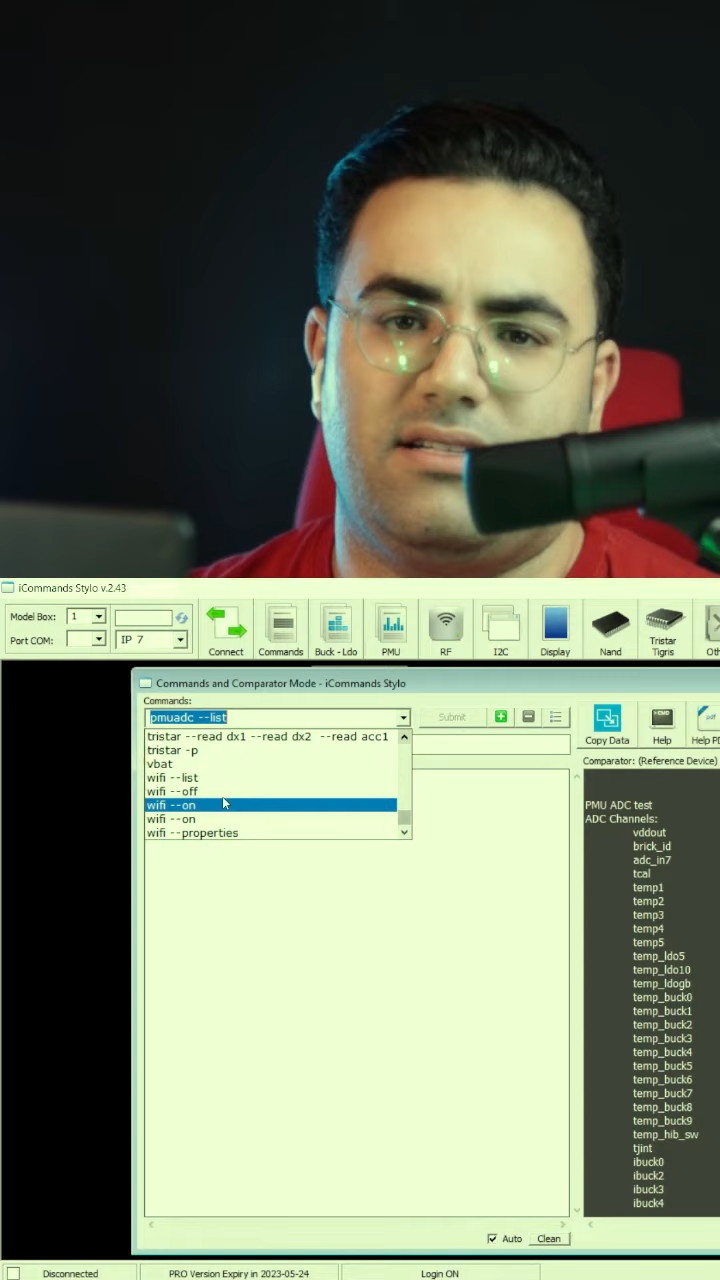 iCommands Stylo v.2.43
Model Box: 1
Port COM: IP 7
Connect
Commands
Buck - Ldo
PMU
RF
I2C
Display
Nand
Tristar
Tigris
Commands and Comparator Mode - iCommands Stylo
Commands:
pmuadc --list
Submit
tristar --read dx1 --read dx2 --read acc1
tristar -p
vbat
wifi --list
wifi --off
wifi --on
wifi --on
wifi --properties
Copy Data
Help
Comparator: (Reference Device)
PMU ADC test
ADC Channels:
vddout
brick_id
adc_in7
tcal
temp1
temp2
temp3
temp4
temp5
temp_ldo5
temp_ldo10
temp_ldogb
temp_buck0
temp_buck1
temp_buck2
temp_buck3
temp_buck4
temp_buck5
temp_buck6
temp_buck7
temp_buck8
temp_buck9
temp_hib_sw
tjint
ibuck0
ibuck2
ibuck3
ibuck4
Auto
Clean
Disconnected
PRO Version Expiry in 2023-05-24
Login ON